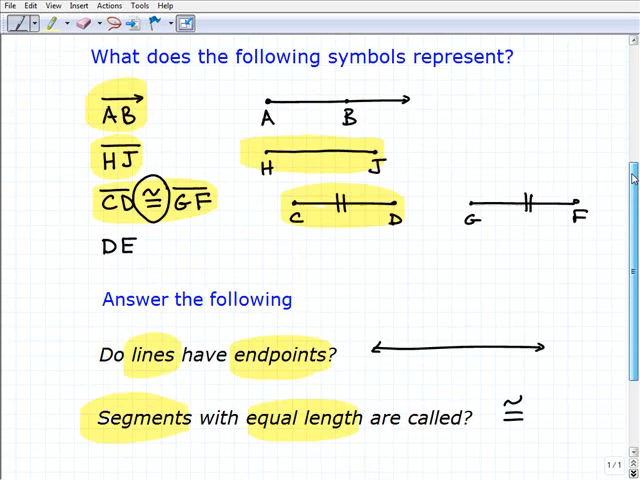 File Edit View Insert Actions Tools Help
What does the following symbols represent?
AB
A B
HJ
H J
CD ≅ GF
C D G F
DE
Answer the following
Do lines have endpoints?
Segments with equal length are called? ≅
1/1